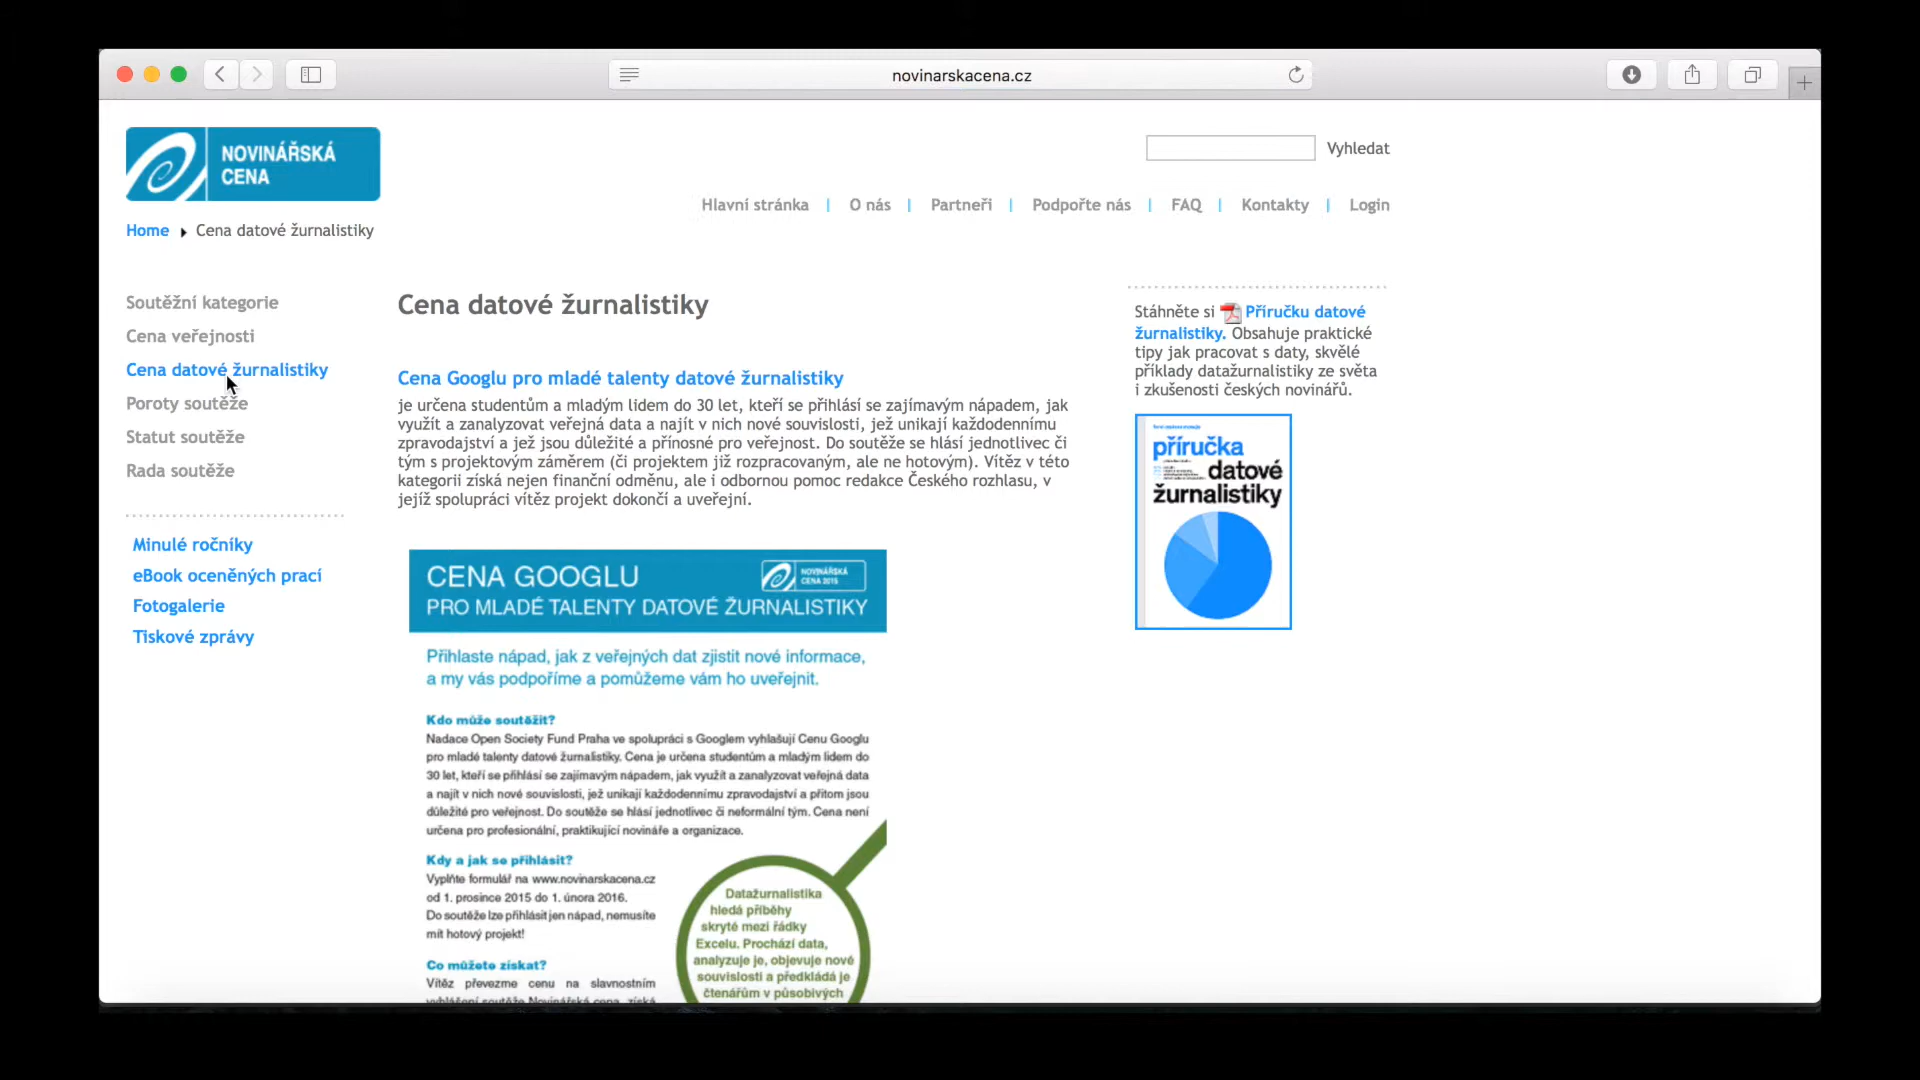 novinarskacena.cz
NOVINÁŘSKÁ
CENA
Vyhledat
Hlavní stránka | O nás | Partneři | Podpořte nás | FAQ | Kontakty | Login
Home Cena datové žurnalistiky
Soutěžní kategorie
Cena veřejnosti
Cena datové žurnalistiky
Poroty soutěže
Statut soutěže
Rada soutěže
Minulé ročníky
eBook oceněných prací
Fotogalerie
Tiskové zprávy
Cena datové žurnalistiky
Cena Googlu pro mladé talenty datové žurnalistiky
je určena studentům a mladým lidem do 30 let, kteří se přihlásí se zajímavým nápadem, jak
využít a zanalyzovat veřejná data a najít v nich nové souvislosti, jež unikají každodennímu
zpravodajství a jež jsou důležité a přínosné pro veřejnost. Do soutěže se hlásí jednotlivec či
tým s projektovým záměrem (či projektem již rozpracovaným, ale ne hotovým). Vítěz v této
kategorii získá nejen finanční odměnu, ale i odbornou pomoc redakce Českého rozhlasu, v
jejíž spolupráci vítěz projekt dokončí a uveřejní.
CENA GOOGLU
NOVINÁŘSKÁ
CENA 2015
PRO MLADÉ TALENTY DATOVÉ ŽURNALISTIKY
Přihlaste nápad, jak z veřejných dat zjistit nové informace,
a my vás podpoříme a pomůžeme vám ho uveřejnit.
Kdo může soutěžit?
Nadace Open Society Fund Praha ve spolupráci s Googlem vyhlašují Cenu Googlu
pro mladé talenty datové žurnalistiky. Cena je určena studentům a mladým lidem do
30 let, kteří se přihlásí se zajímavým nápadem, jak využít a zanalyzovat veřejná data
a najít v nich nové souvislosti, jež unikají každodennímu zpravodajství a přitom jsou
důležité pro veřejnost. Do soutěže se hlásí jednotlivec či neformální tým. Cena není
určena pro profesionální, praktikující novináře a organizace.
Kdy a jak se přihlásit?
Vyplňte formulář na www.novinarskacena.cz
od 1. prosince 2015 do 1. února 2016.
Do soutěže lze přihlásit jen nápad, nemusíte
mít hotový projekt!
Co můžete získat?
Vítěz převezme cenu na slavnostním
vyhlášení soutěže Novinářská cena, získá
Datažurnalistika
hledá příběhy
skryté mezi řádky
Excelu. Prochází data,
analyzuje je, objevuje nové
souvislosti a předkládá je
čtenářům v působivých
Stáhněte si Příručku datové
žurnalistiky. Obsahuje praktické
tipy jak pracovat s daty, skvělé
příklady datažurnalistiky ze světa
i zkušenosti českých novinářů.
příručka
datové
žurnalistiky